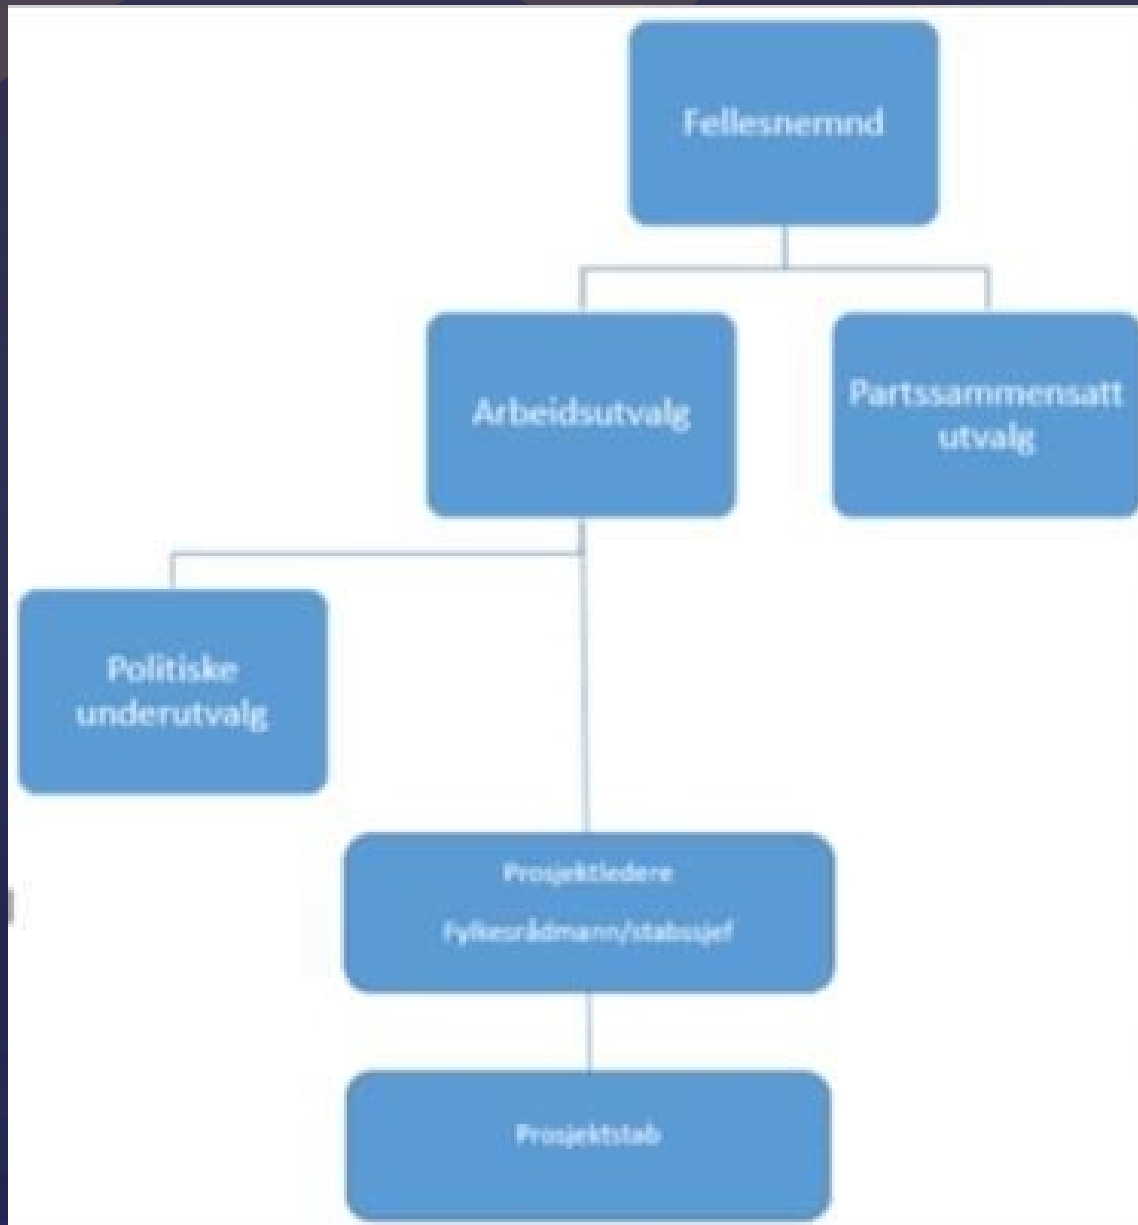 Fellesnemnd
Arbeidsutvalg
Partssammensatt
utvalg
Politiske
underutvalg
Prosjektledere
Fylkesrådmann/stabssjef
Prosjektstab